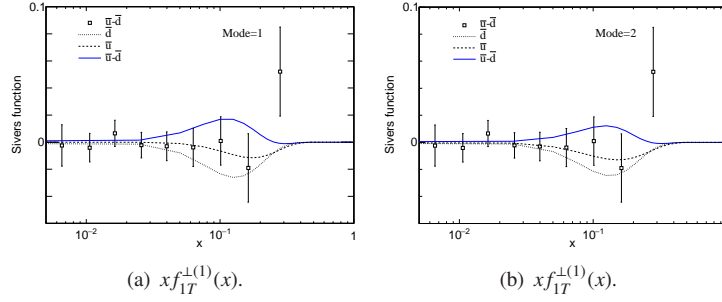 0.1
Sivers function
0
u̅-d̅
d̅
u̅
u̅-d̅
Mode=1
10⁻²
10⁻¹
1
x
(a) xf⊥(1)1T(x).
0.1
Sivers function
0
u̅-d̅
d̅
u̅
u̅-d̅
Mode=2
10⁻²
10⁻¹
x
(b) xf⊥(1)1T(x).